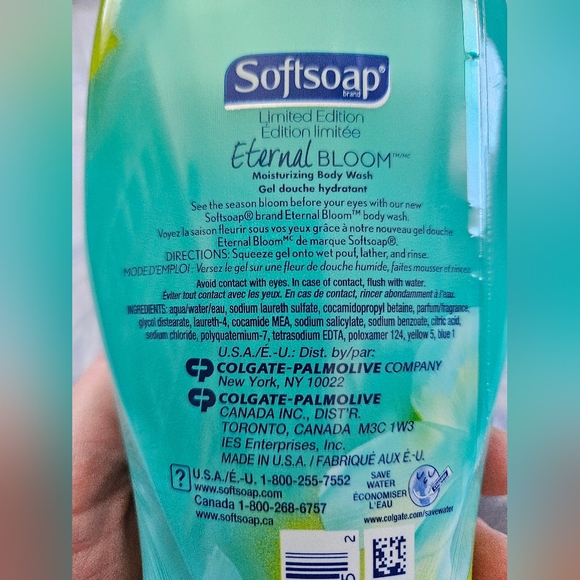 Softsoap®
brand
Limited Edition
Édition limitée
Eternal BLOOM™/MC
Moisturizing Body Wash
Gel douche hydratant
See the season bloom before your eyes with our new
Softsoap® brand Eternal Bloom™ body wash.
Voyez la saison fleurir sous vos yeux grâce à notre nouveau gel douche
Eternal Bloom MC de marque Softsoap®.
DIRECTIONS: Squeeze gel onto wet pouf, lather, and rinse.
MODE D'EMPLOI : Versez le gel sur une fleur de douche humide, faites mousser et rincez
Avoid contact with eyes. In case of contact, flush with water.
Éviter tout contact avec les yeux. En cas de contact, rincer abondamment à l'eau.
INGREDIENTS: aqua/water/eau, sodium laureth sulfate, cocamidopropyl betaine, parfum/fragrance,
glycol distearate, laureth-4, cocamide MEA, sodium salicylate, sodium benzoate, citric acid,
sodium chloride, polyquaternium-7, tetrasodium EDTA, poloxamer 124, yellow 5, blue 1
U.S.A./É.-U.: Dist. by/par:
CP COLGATE-PALMOLIVE COMPANY
New York, NY 10022
CP COLGATE-PALMOLIVE
CANADA INC., DIST'R.
TORONTO, CANADA M3C 1W3
IES Enterprises, Inc.
MADE IN U.S.A. / FABRIQUÉ AUX É.-U.
? U.S.A./É.-U. 1-800-255-7552
www.softsoap.com
Canada 1-800-268-6757
www.softsoap.ca
SAVE
WATER
ÉCONOMISER
L'EAU
www.colgate.com/savewater
2